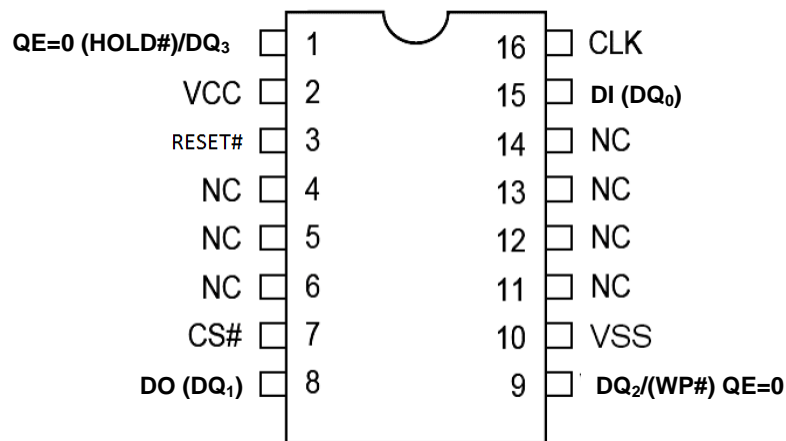 QE=0 (HOLD#)/DQ₃ 1 16 CLK
VCC 2 15 DI (DQ₀)
RESET# 3 14 NC
NC 4 13 NC
NC 5 12 NC
NC 6 11 NC
CS# 7 10 VSS
DO (DQ₁) 8 9 DQ₂/(WP#) QE=0